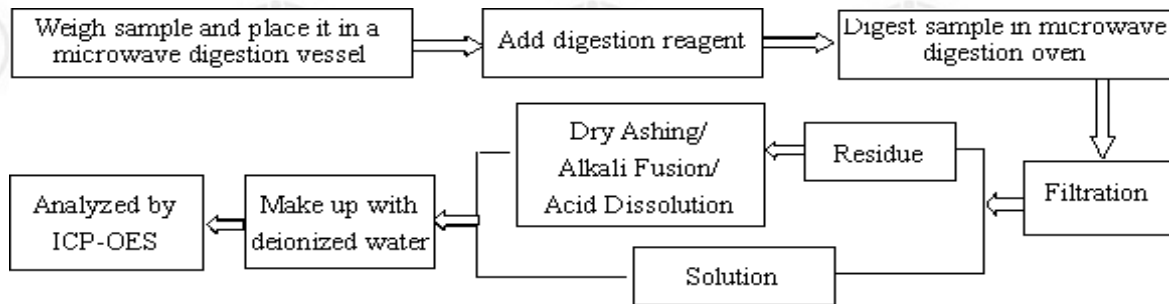 Weigh sample and place it in a
microwave digestion vessel
Add digestion reagent
Digest sample in microwave
digestion oven
Filtration
Residue
Dry Ashing/
Alkali Fusion/
Acid Dissolution
Solution
Make up with
deionized water
Analyzed by
ICP-OES